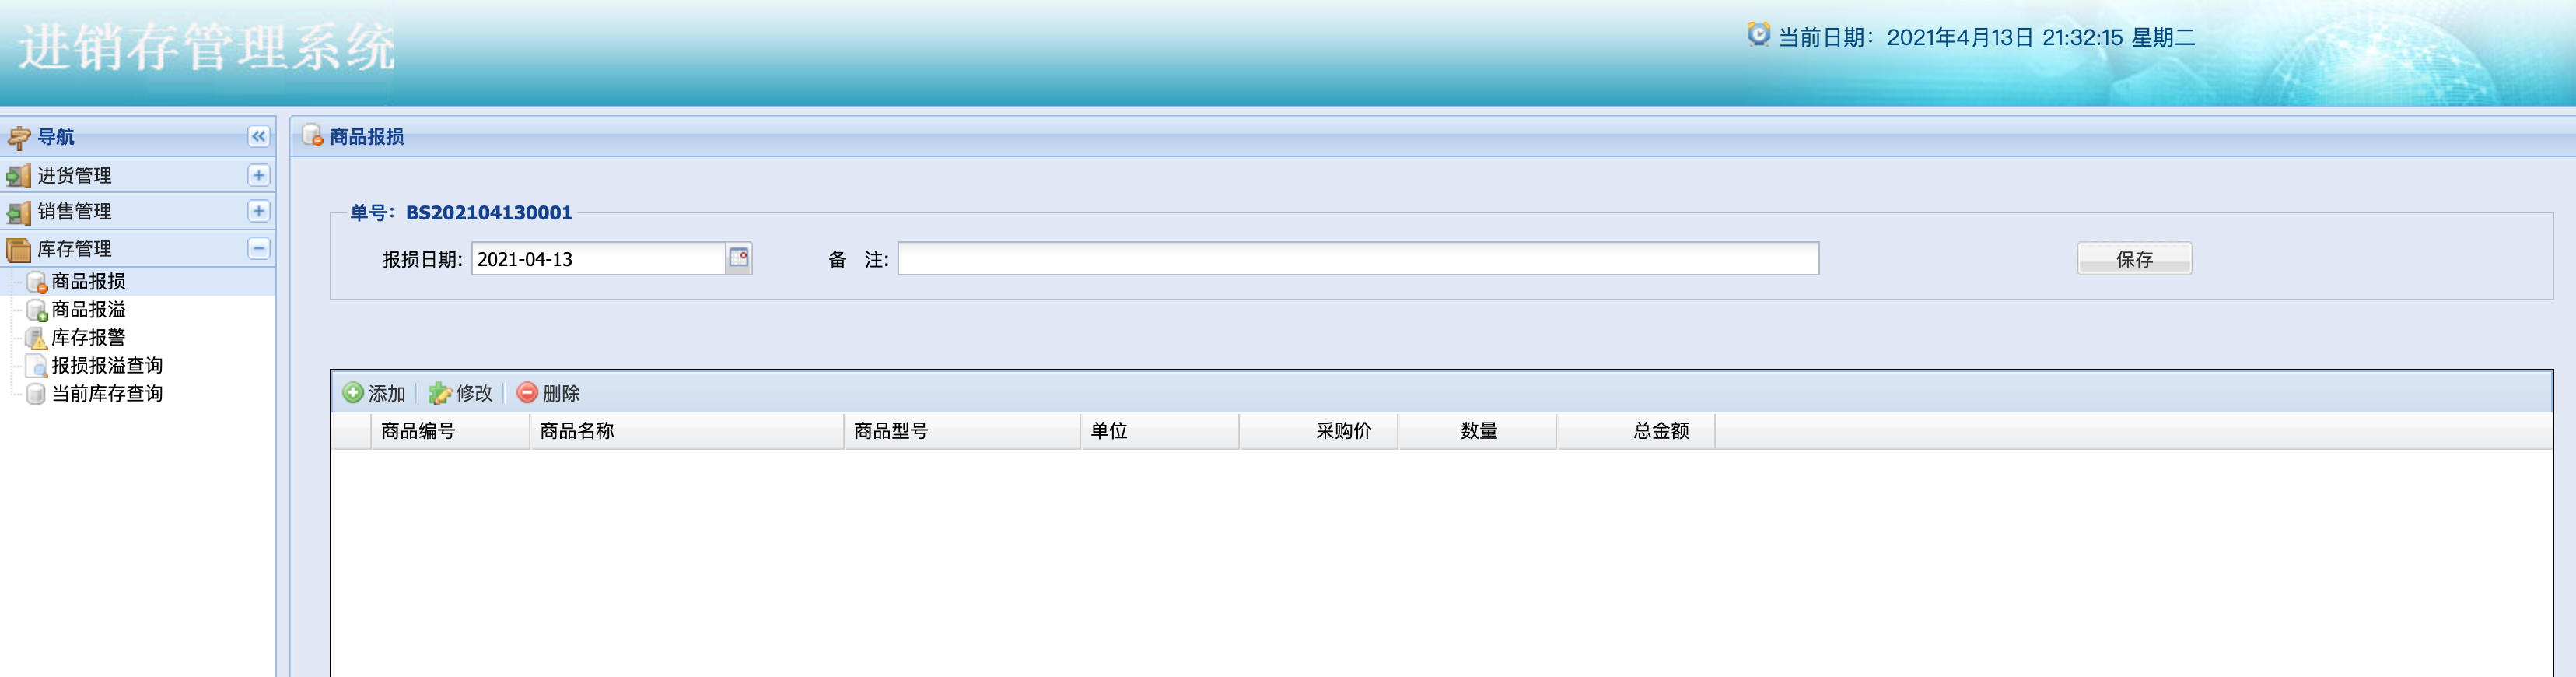 进销存管理系统
当前日期：2021年4月13日 21:32:15 星期二
导航
进货管理
销售管理
库存管理
商品报损
商品报溢
库存报警
报损报溢查询
当前库存查询
商品报损
单号：BS202104130001
报损日期: 2021-04-13 备 注: 保存
添加 修改 删除
商品编号 商品名称 商品型号 单位 采购价 数量 总金额